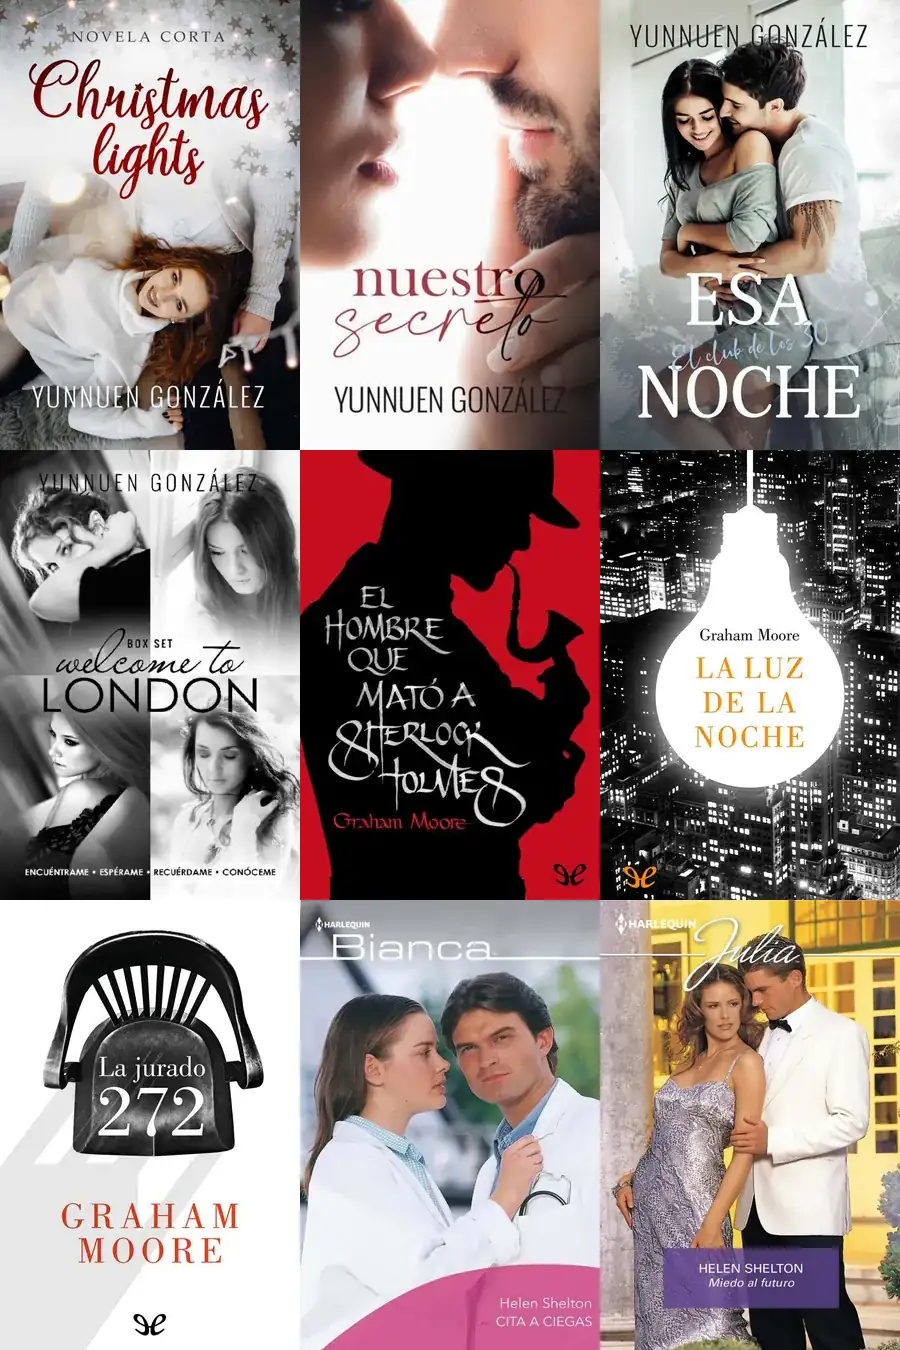 NOVELA CORTA
Christmas
lights
YUNNUEN GONZÁLEZ
nuestro
secreto
YUNNUEN GONZÁLEZ
YUNNUEN GONZÁLEZ
ESA
El club de los 30
NOCHE
YUNNUEN GONZÁLEZ
BOX SET
welcome to
LONDON
ENCUÉNTRAME • ESPÉRAME • RECUÉRDAME • CONÓCEME
EL
HOMBRE
QUE
MATÓ A
SHERLOCK
HOLMES
Graham Moore
Graham Moore
LA LUZ
DE LA
NOCHE
La jurado
272
GRAHAM
MOORE
HARLEQUIN
Bianca
Helen Shelton
CITA A CIEGAS
HARLEQUIN
Julia
HELEN SHELTON
Miedo al futuro